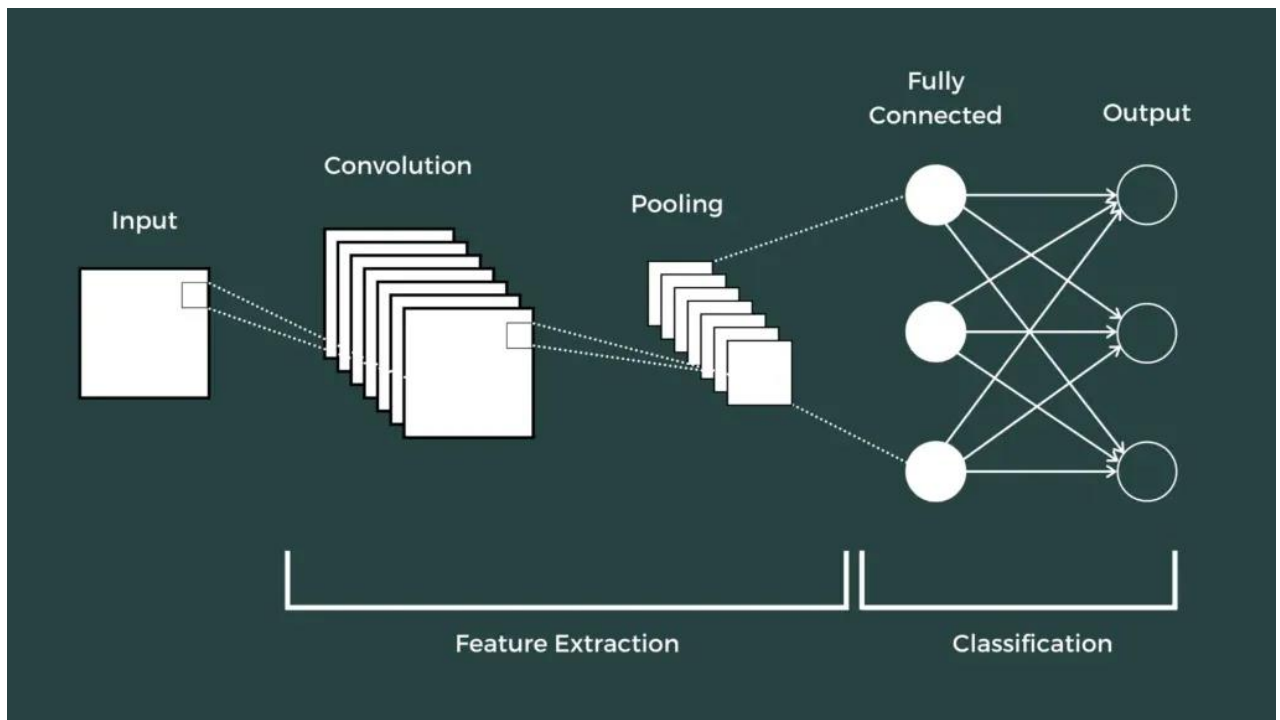 Input
Convolution
Pooling
Fully
Connected
Output
Feature Extraction
Classification